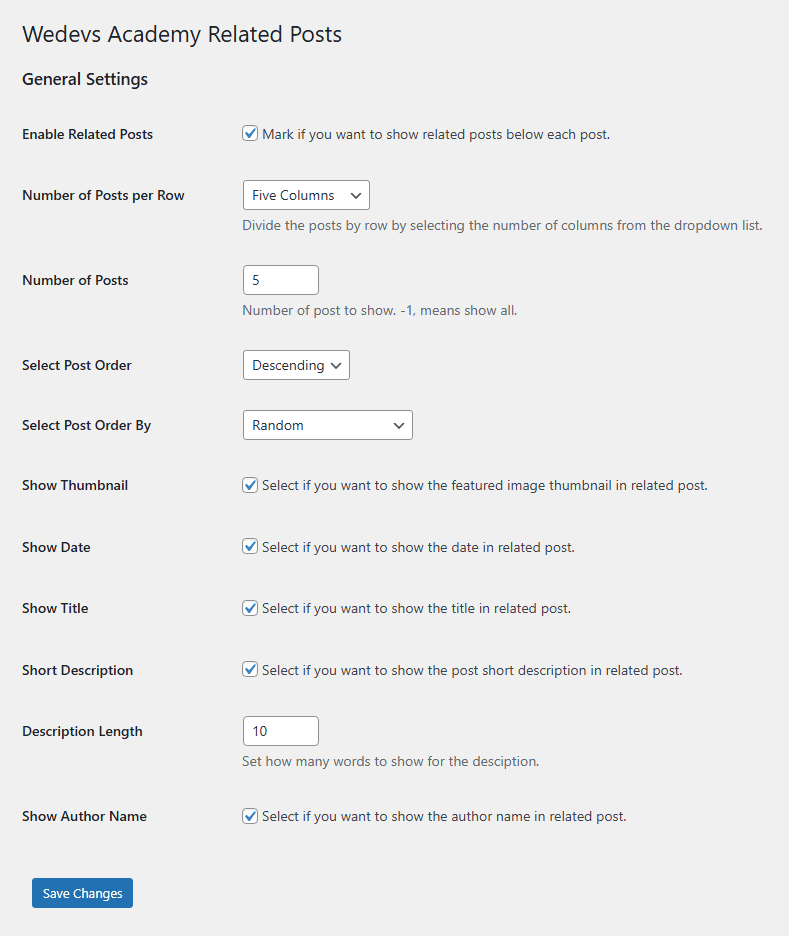 Wedevs Academy Related Posts
General Settings
Enable Related Posts
Mark if you want to show related posts below each post.
Number of Posts per Row
Five Columns
Divide the posts by row by selecting the number of columns from the dropdown list.
Number of Posts
5
Number of post to show. -1, means show all.
Select Post Order
Descending
Select Post Order By
Random
Show Thumbnail
Select if you want to show the featured image thumbnail in related post.
Show Date
Select if you want to show the date in related post.
Show Title
Select if you want to show the title in related post.
Short Description
Select if you want to show the post short description in related post.
Description Length
10
Set how many words to show for the desciption.
Show Author Name
Select if you want to show the author name in related post.
Save Changes